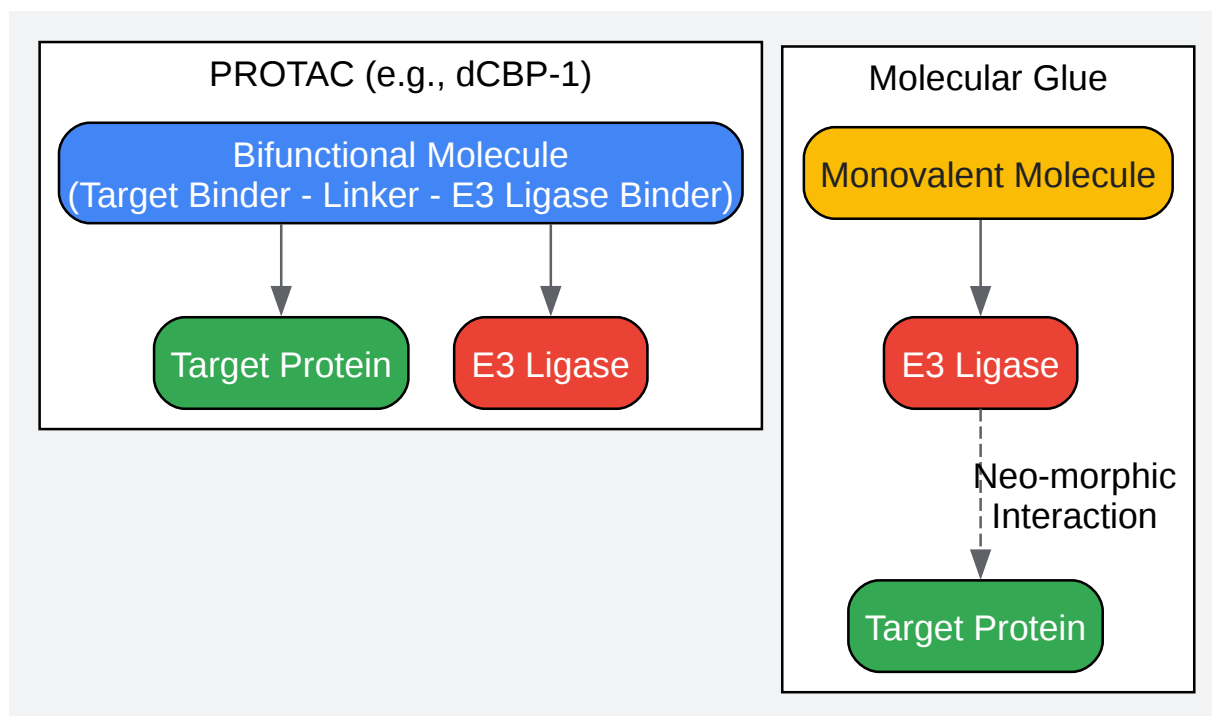 PROTAC (e.g., dCBP-1)
Bifunctional Molecule
(Target Binder - Linker - E3 Ligase Binder)
Target Protein
E3 Ligase
Molecular Glue
Monovalent Molecule
E3 Ligase
Neo-morphic
Interaction
Target Protein